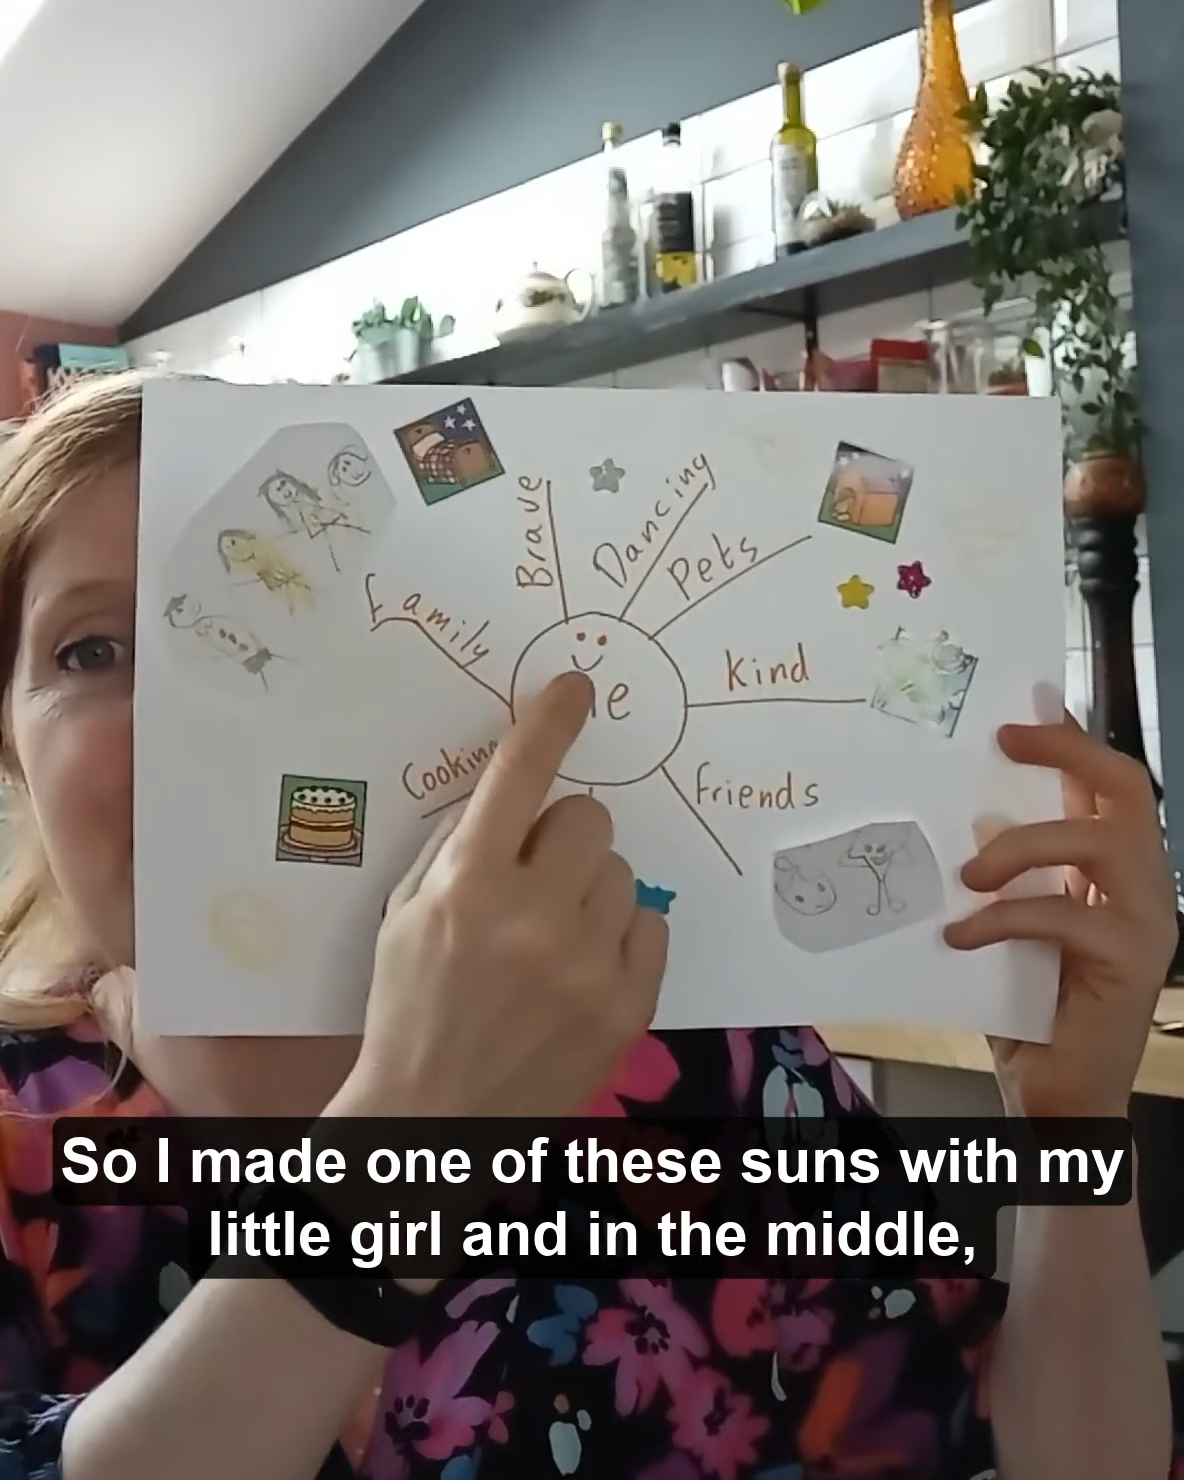 Brave
Dancing
Pets
Family
Kind
Cooking
Friends
So I made one of these suns with my
little girl and in the middle,